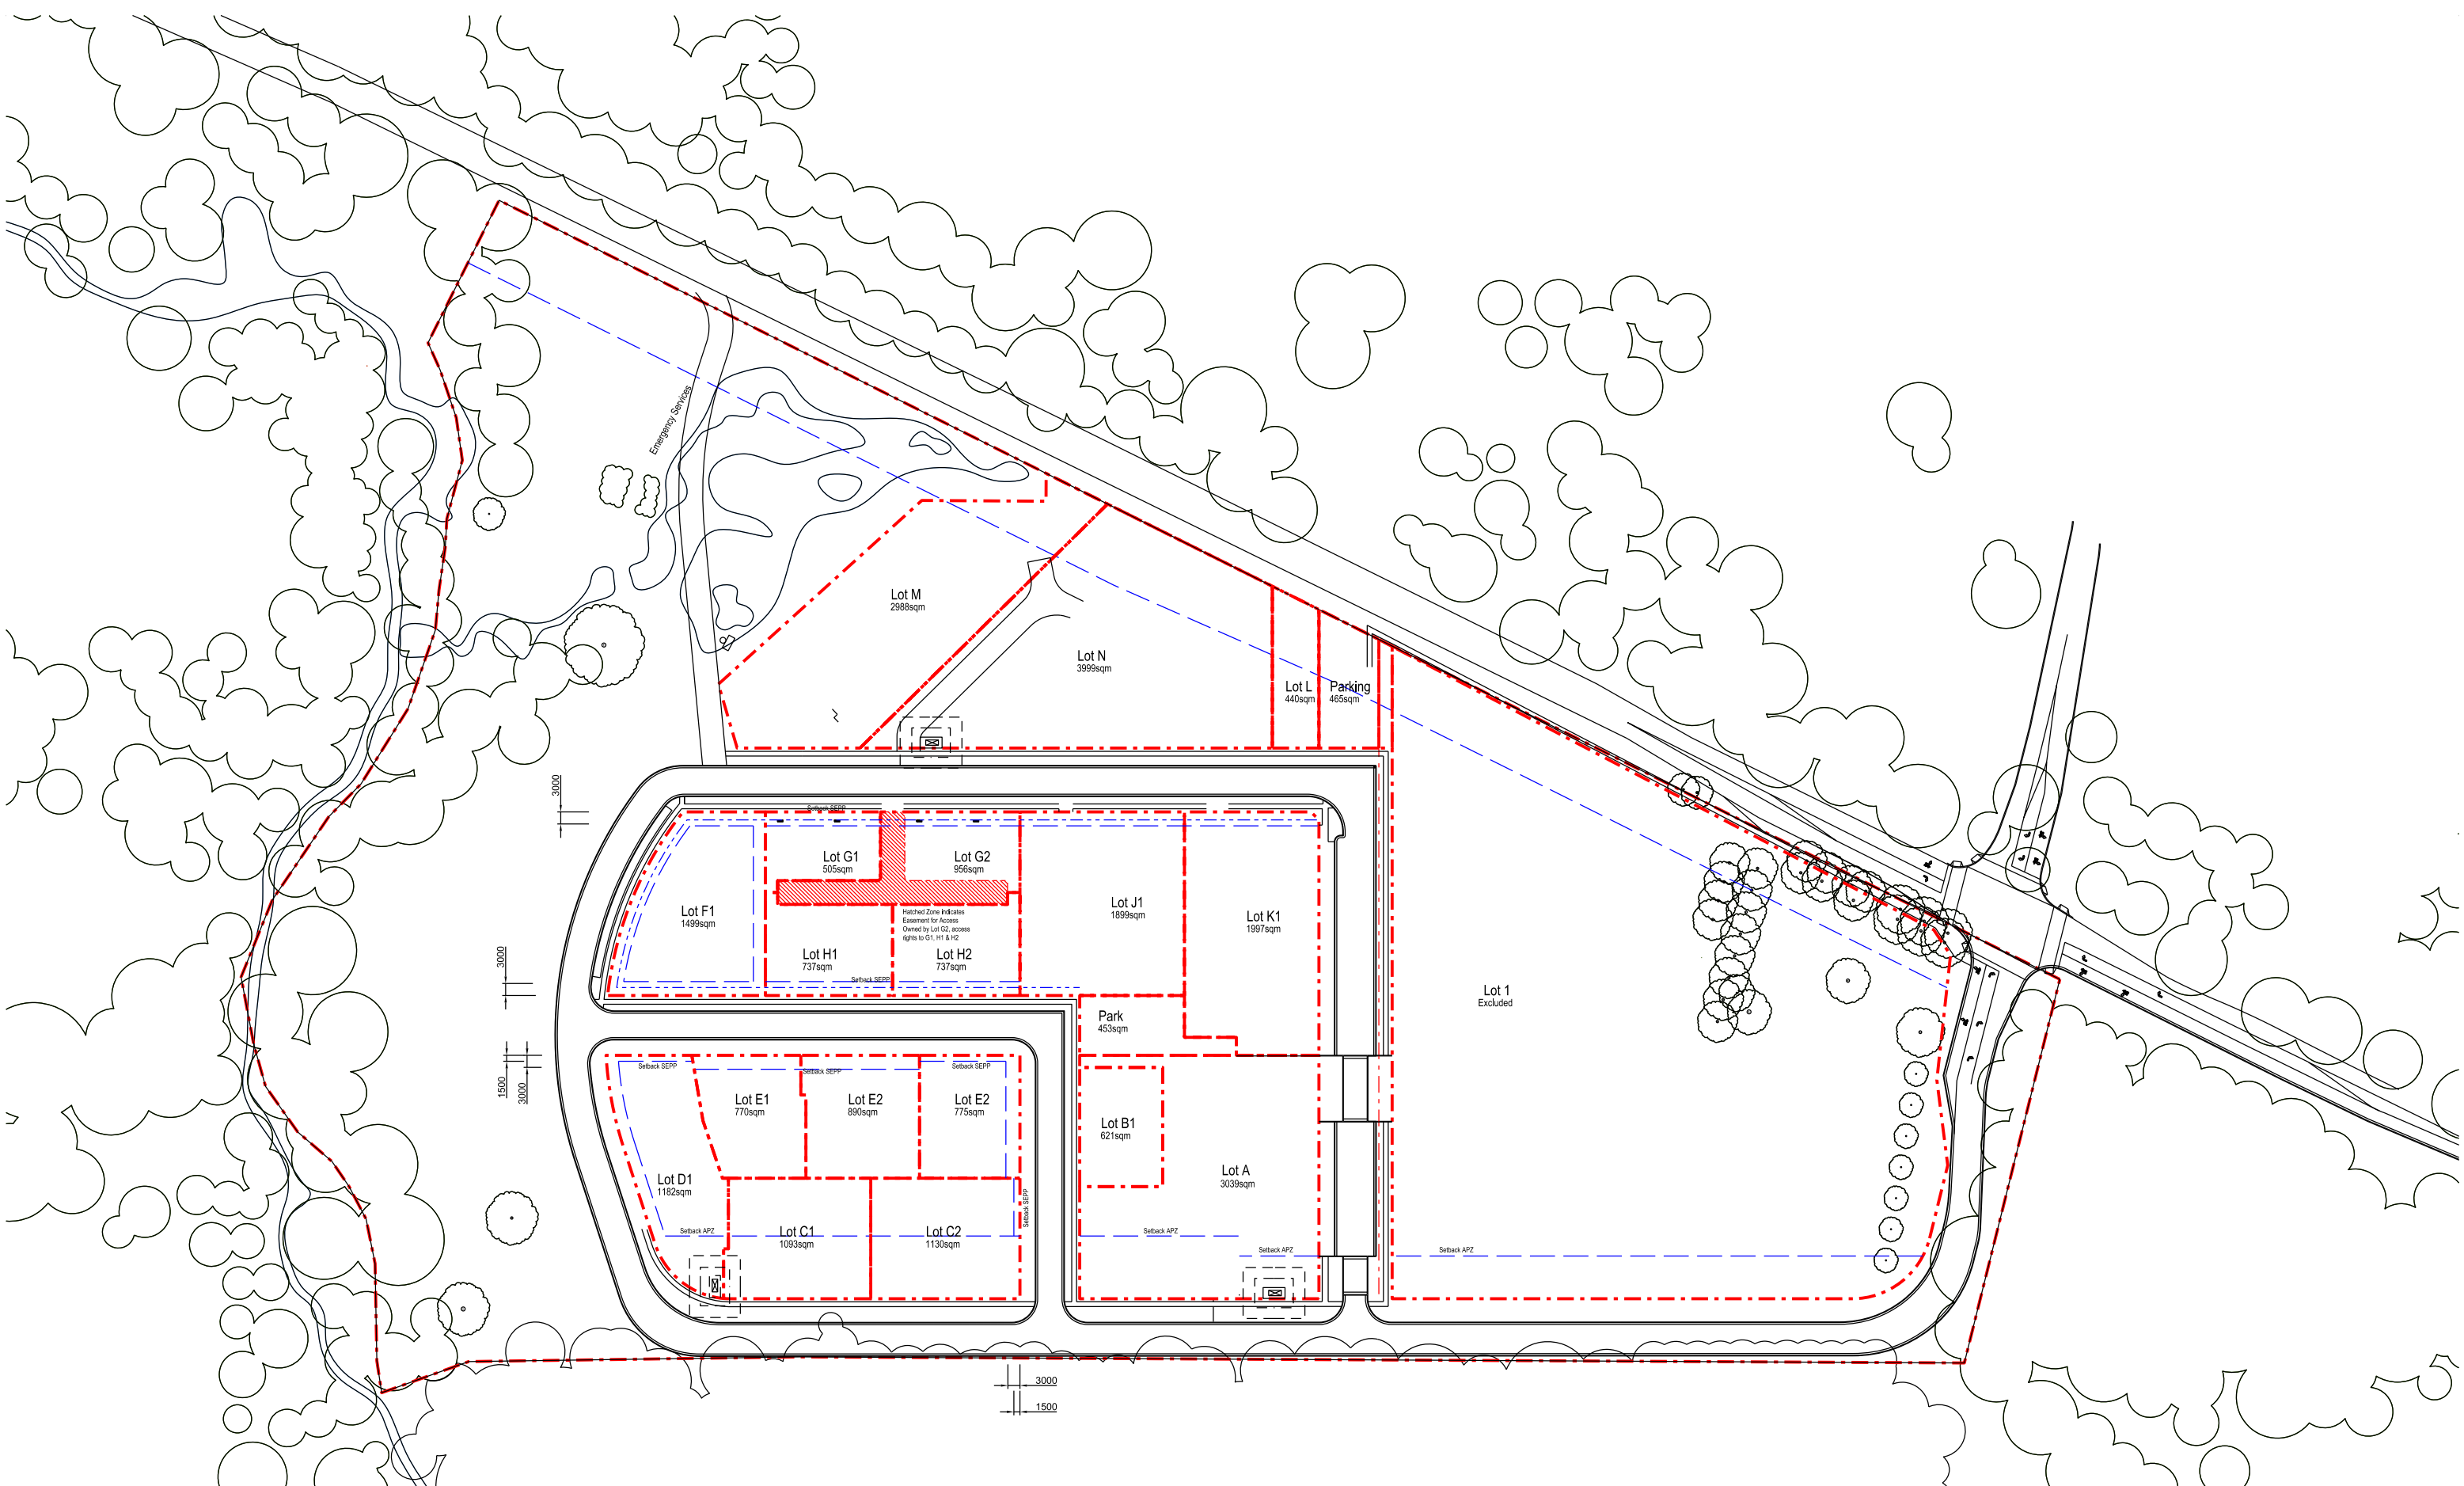 Emergency Services
Lot M
2988sqm
Lot N
3999sqm
Lot L
440sqm
Parking
465sqm
3000
Setback SEPP
Lot G1
505sqm
Lot G2
956sqm
Lot F1
1499sqm
Hatched Zone indicates
Easement for Access
Owned by Lot G2, access
rights to G1, H1 & H2
Lot J1
1899sqm
Lot K1
1997sqm
Lot H1
737sqm
Lot H2
737sqm
Setback SEPP
3000
Lot 1
Excluded
Park
453sqm
1500
3000
Setback SEPP
Setback SEPP
Setback SEPP
Lot E1
770sqm
Lot E2
890sqm
Lot E2
775sqm
Lot B1
621sqm
Lot A
3039sqm
Lot D1
1182sqm
Setback SEPP
Setback APZ
Lot C1
1093sqm
Lot C2
1130sqm
Setback APZ
Setback APZ
Setback APZ
3000
1500